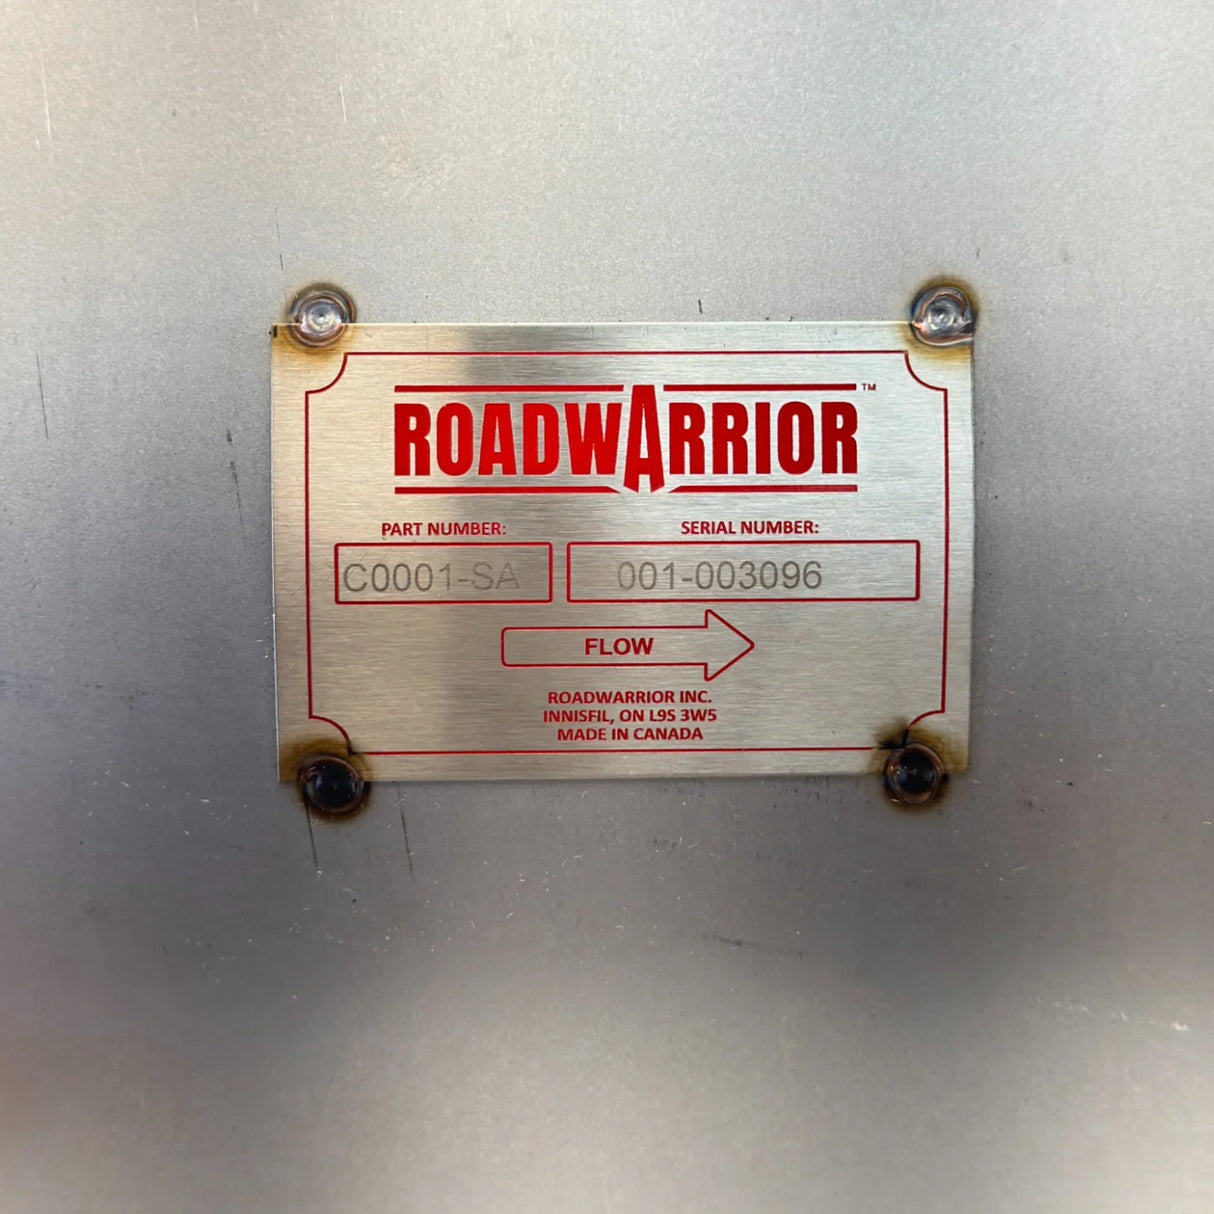 ROADWARRIOR™
PART NUMBER: SERIAL NUMBER:
C0001-SA 001-003096
FLOW
ROADWARRIOR INC.
INNISFIL, ON L9S 3W5
MADE IN CANADA